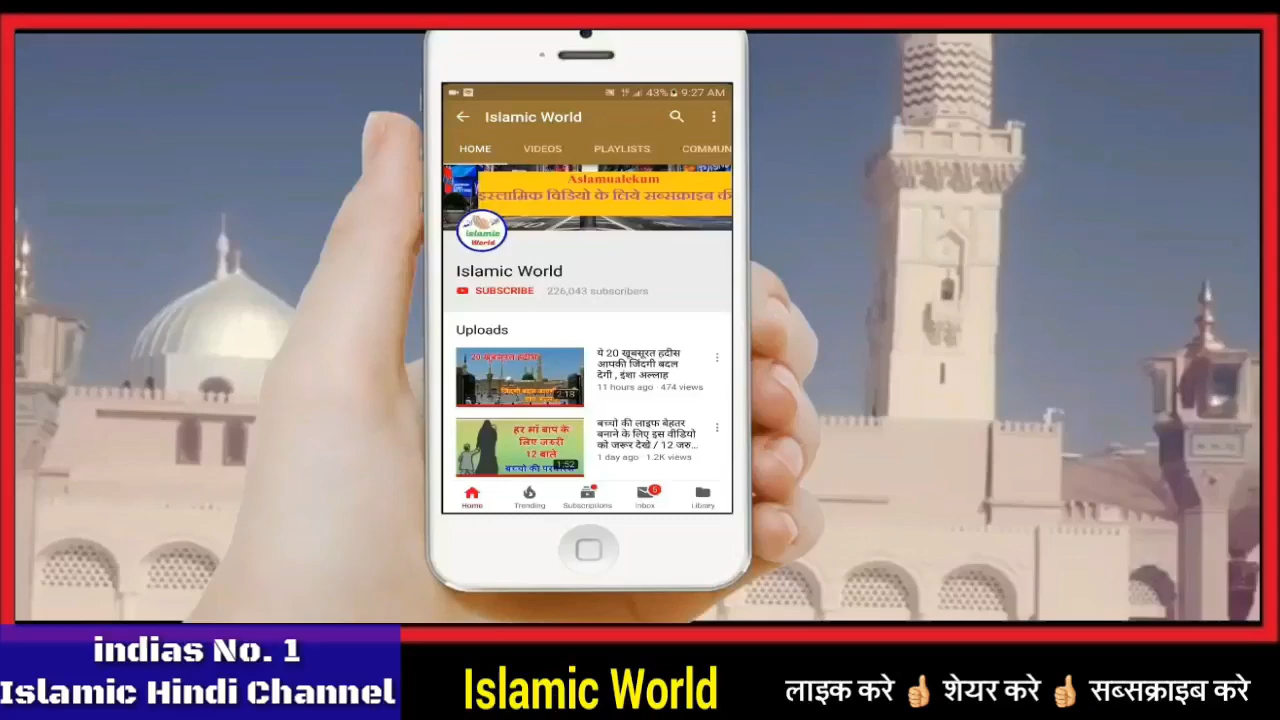 43% 9:27 AM
Islamic World
HOME VIDEOS PLAYLISTS COMMUN
Aslamualekum
इस्लामिक विडियो के लिये सब्सक्राइब की
islamic
World
Islamic World
SUBSCRIBE 226,043 subscribers
Uploads
20 खूबसूरत हदीस
2:18
ये 20 खूबसूरत हदीस
आपकी जिंदगी बदल
देगी , इंशा अल्लाह
11 hours ago · 474 views
हर माँ बाप के
लिए जरुरी
12 बाते
बच्चो की
1:52
बच्चो की लाइफ बेहतर
बनाने के लिए इस वीडियो
को जरूर देखे / 12 जरु...
1 day ago · 1.2K views
Home Trending Subscriptions Inbox Library
indias No. 1
Islamic Hindi Channel
Islamic World
लाइक करे 👍 शेयर करे 👍 सब्सक्राइब करे